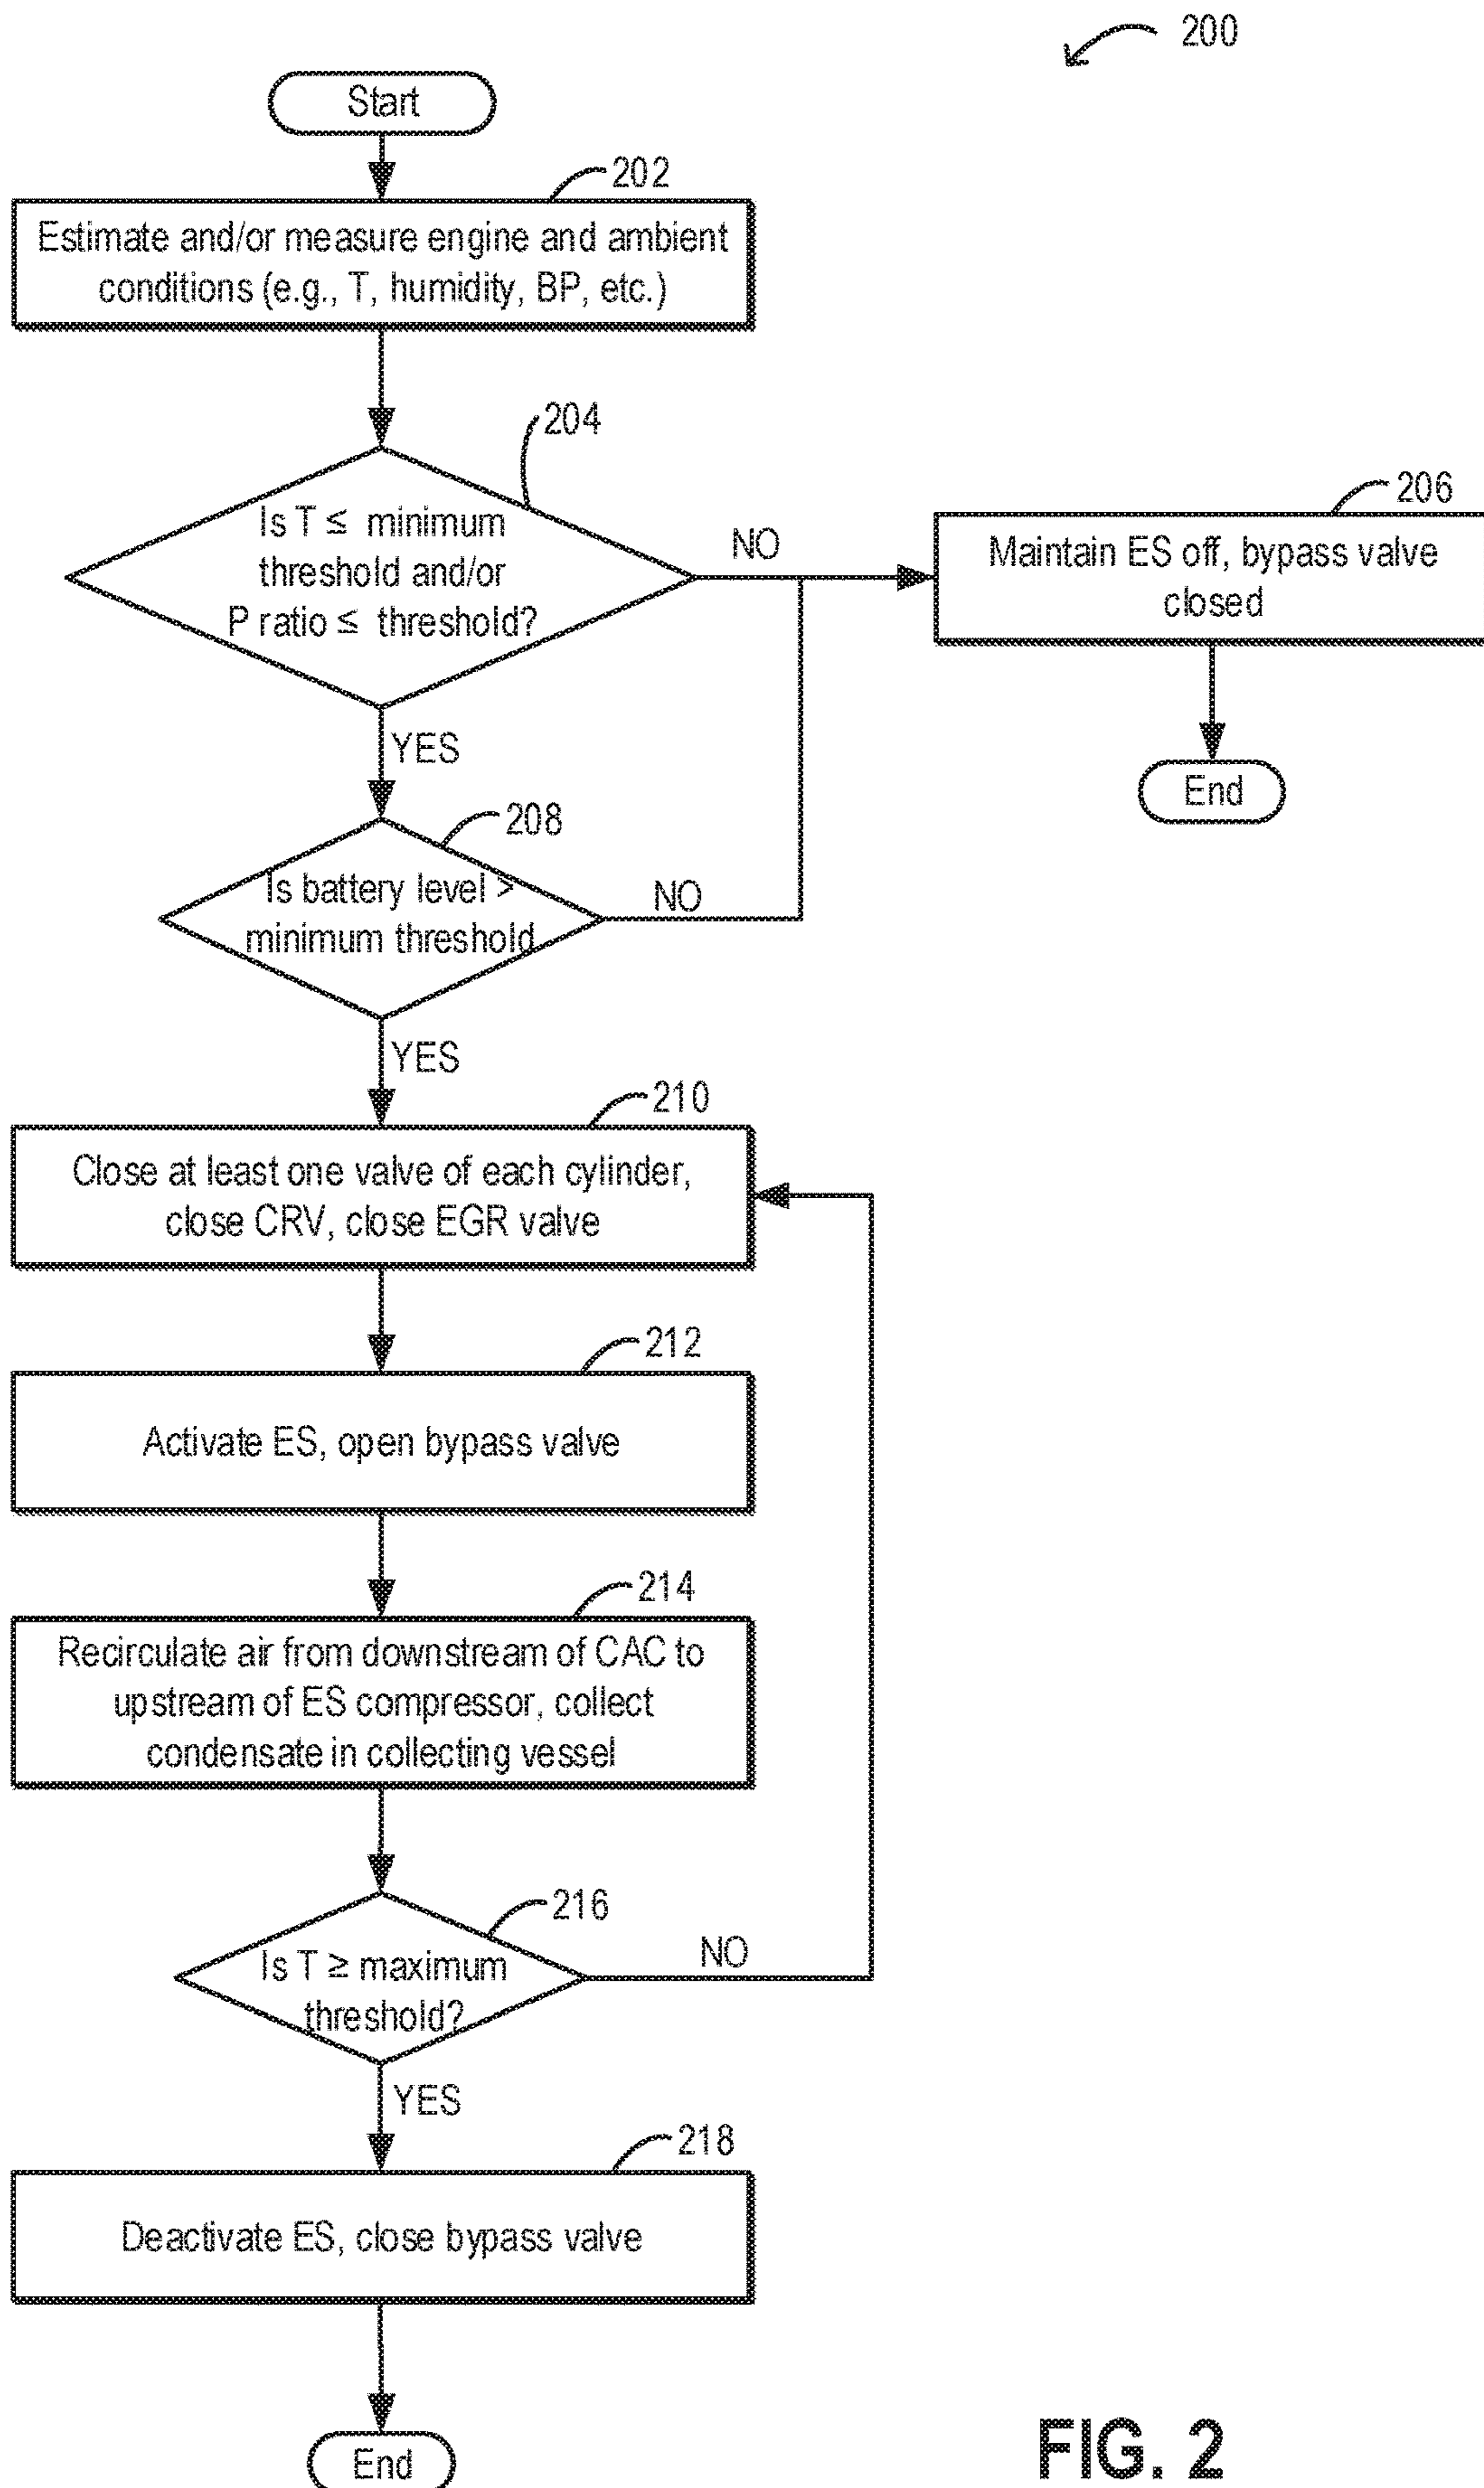 200
Start
202
Estimate and/or measure engine and ambient
conditions (e.g., T, humidity, BP, etc.)
204
Is T ≤ minimum
threshold and/or
P ratio ≤ threshold?
NO
206
Maintain ES off, bypass valve
closed
End
YES
208
Is battery level >
minimum threshold
NO
YES
210
Close at least one valve of each cylinder,
close CRV, close EGR valve
212
Activate ES, open bypass valve
214
Recirculate air from downstream of CAC to
upstream of ES compressor, collect
condensate in collecting vessel
216
Is T ≥ maximum
threshold?
NO
YES
218
Deactivate ES, close bypass valve
End
FIG. 2